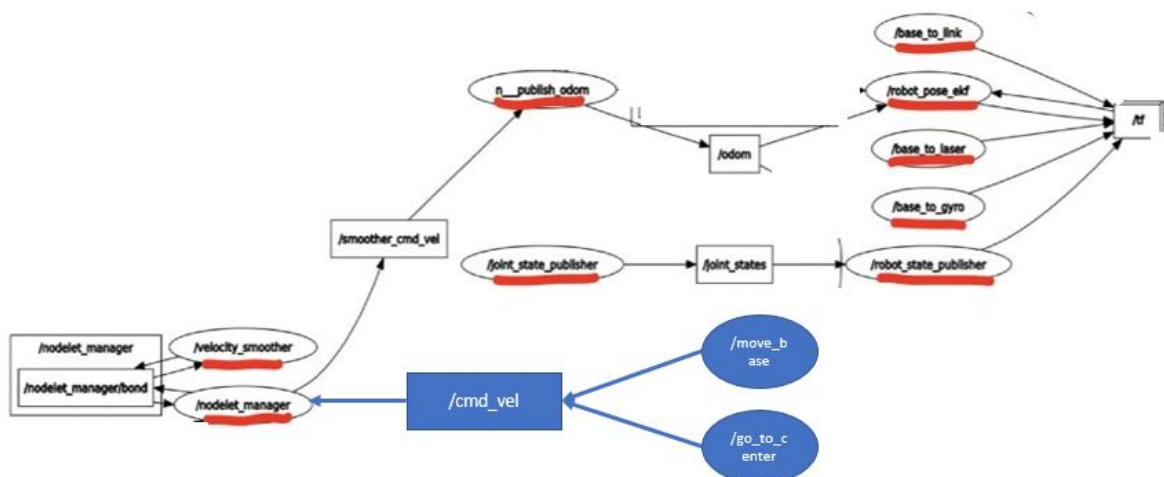 /base_to_link
n__publish_odom
/robot_pose_ekf
/tf
/odom
/base_to_laser
/base_to_gyro
/smoother_cmd_vel
/joint_state_publisher
/joint_states
/robot_state_publisher
/nodelet_manager
/velocity_smoother
/nodelet_manager/bond
/nodelet_manager
/cmd_vel
/move_b
ase
/go_to_c
enter